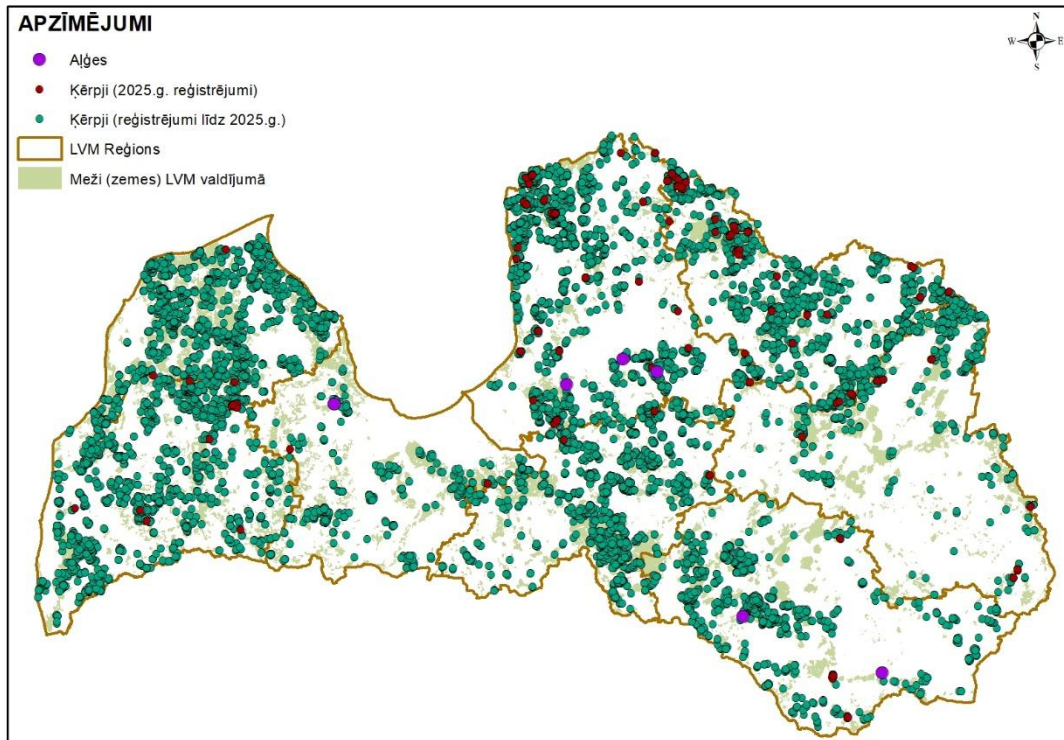 APZĪMĒJUMI
Aļģes
Ķērpji (2025.g. reģistrējumi)
Ķērpji (reģistrējumi līdz 2025.g.)
LVM Reģions
Meži (zemes) LVM valdījumā
N
W E
S